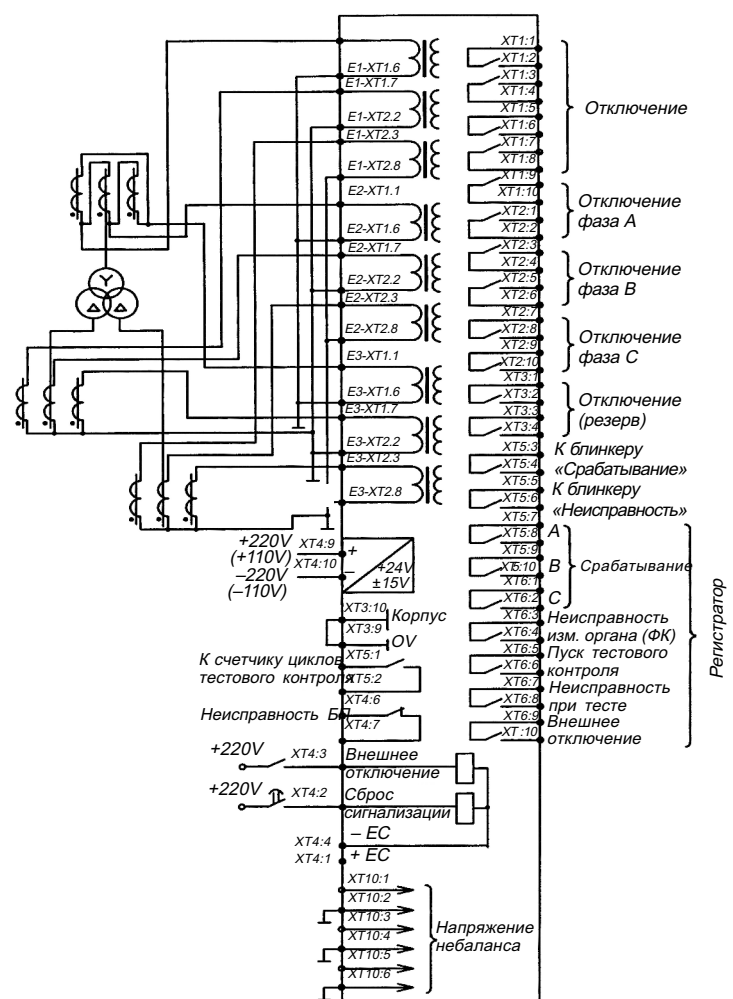 E1-XT1.6
E1-XT1.7
E1-XT2.2
E1-XT2.3
E1-XT2.8
E2-XT1.1
E2-XT1.6
E2-XT1.7
E2-XT2.2
E2-XT2.3
E2-XT2.8
E3-XT1.1
E3-XT1.6
E3-XT1.7
E3-XT2.2
E3-XT2.3
E3-XT2.8
+220V XT4:9
(+110V) XT4:10
–220V
(–110V)
+
–
+24V
±15V
XT3:10
Корпус
XT3:9
OV
К счетчику циклов
тестового контроля
XT5:1
XT5:2
XT4:6
Неисправность БП
XT4:7
+220V XT4:3
Внешнее
отключение
+220V XT4:2
Сброс
сигнализации
XT4:4
– EC
XT4:1
+ EC
XT10:1
XT10:2
XT10:3
XT10:4
XT10:5
XT10:6
Напряжение
небаланса
XT1:1
XT1:2
XT1:3
XT1:4
XT1:5
XT1:6
XT1:7
XT1:8
Отключение
XT1:9
XT1:10
XT2:1
XT2:2
Отключение
фаза A
XT2:3
XT2:4
XT2:5
XT2:6
Отключение
фаза B
XT2:7
XT2:8
XT2:9
XT2:10
Отключение
фаза C
XT3:1
XT3:2
XT3:3
XT3:4
Отключение
(резерв)
XT5:3
XT5:4
К блинкеру
«Срабатывание»
XT5:5
XT5:6
К блинкеру
«Неисправность»
XT5:7
XT5:8
A
XT5:9
XT5:10
B
XT6:1
XT6:2
C
Срабатывание
XT6:3
XT6:4
Неисправность
изм. органа (ФК)
XT6:5
XT6:6
Пуск тестового
контроля
XT6:7
XT6:8
Неисправность
при тесте
XT6:9
XT :10
Внешнее
отключение
Регистратор